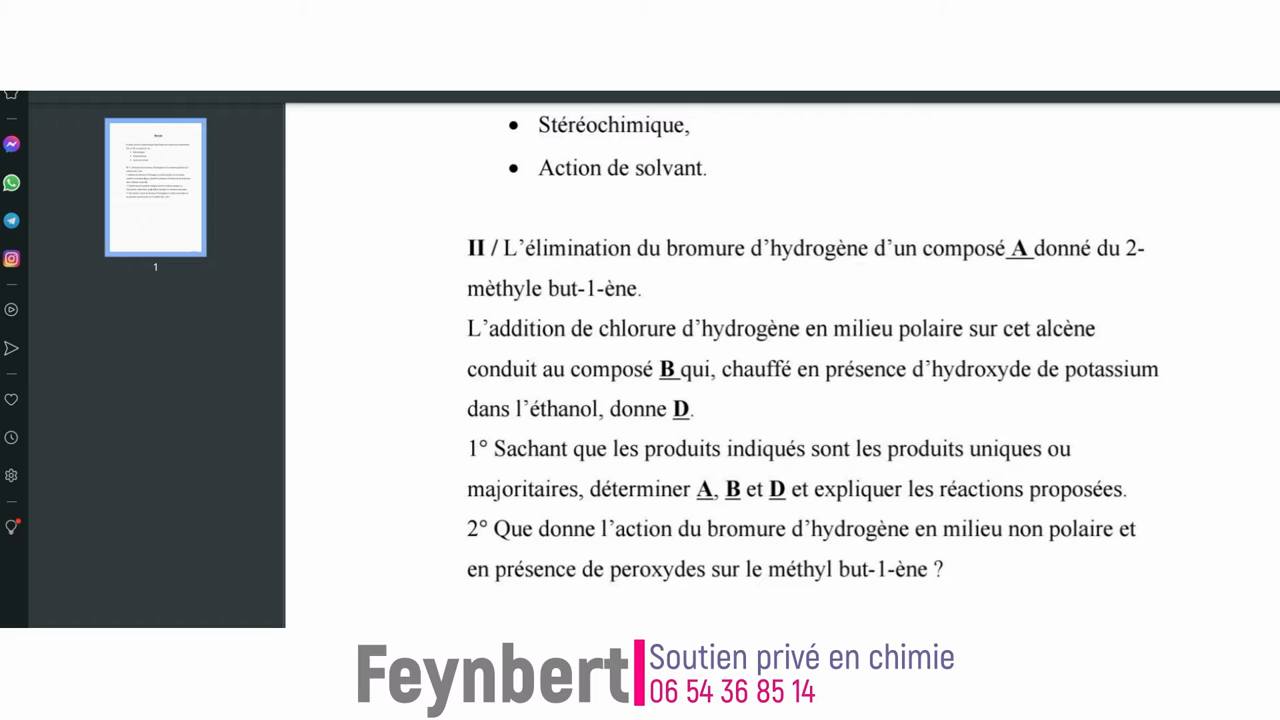 • Stéréochimique,
• Action de solvant.
II / L’élimination du bromure d’hydrogène d’un composé A donné du 2-
mèthyle but-1-ène.
L’addition de chlorure d’hydrogène en milieu polaire sur cet alcène
conduit au composé B qui, chauffé en présence d’hydroxyde de potassium
dans l’éthanol, donne D.
1° Sachant que les produits indiqués sont les produits uniques ou
majoritaires, déterminer A, B et D et expliquer les réactions proposées.
2° Que donne l’action du bromure d’hydrogène en milieu non polaire et
en présence de peroxydes sur le méthyl but-1-ène ?
1
Feynbert
Soutien privé en chimie
06 54 36 85 14